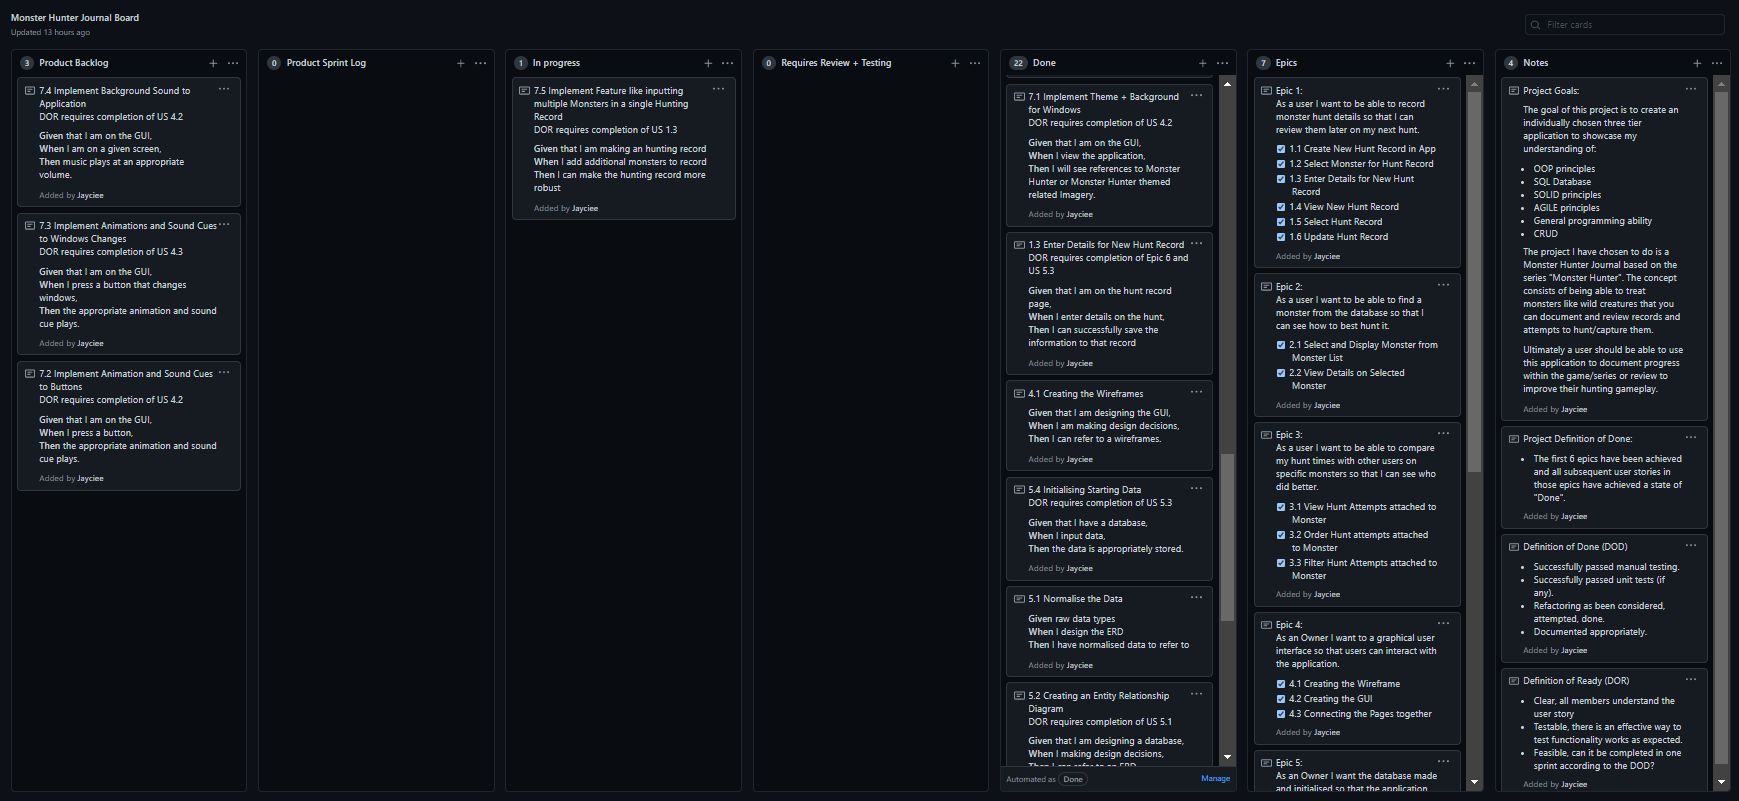 Monster Hunter Journal Board
Updated 13 hours ago
Filter cards
3 Product Backlog
7.4 Implement Background Sound to
Application
DOR requires completion of US 4.2
Given that I am on the GUI,
When I am on a given screen,
Then music plays at an appropriate
volume.
Added by Jayciee
7.3 Implement Animations and Sound Cues
to Windows Changes
DOR requires completion of US 4.3
Given that I am on the GUI,
When I press a button that changes
windows,
Then the appropriate animation and sound
cue plays.
Added by Jayciee
7.2 Implement Animation and Sound Cues
to Buttons
DOR requires completion of US 4.2
Given that I am on the GUI,
When I press a button,
Then the appropriate animation and sound
cue plays.
Added by Jayciee
0 Product Sprint Log
1 In progress
7.5 Implement Feature like inputting
multiple Monsters in a single Hunting
Record
DOR requires completion of US 1.3
Given that I am making an hunting record
When I add additional monsters to record
Then I can make the hunting record more
robust
Added by Jayciee
0 Requires Review + Testing
22 Done
7.1 Implement Theme + Background
for Windows
DOR requires completion of US 4.2
Given that I am on the GUI,
When I view the application,
Then I will see references to Monster
Hunter or Monster Hunter themed
related Imagery.
Added by Jayciee
1.3 Enter Details for New Hunt Record
DOR requires completion of Epic 6 and
US 5.3
Given that I am on the hunt record
page,
When I enter details on the hunt,
Then I can successfully save the
information to that record
Added by Jayciee
4.1 Creating the Wireframes
Given that I am designing the GUI,
When I am making design decisions,
Then I can refer to a wireframes.
Added by Jayciee
5.4 Initialising Starting Data
DOR requires completion of US 5.3
Given that I have a database,
When I input data,
Then the data is appropriately stored.
Added by Jayciee
5.1 Normalise the Data
Given raw data types
When I design the ERD
Then I have normalised data to refer to
Added by Jayciee
5.2 Creating an Entity Relationship
Diagram
DOR requires completion of US 5.1
Given that I am designing a database,
When I making design decisions,
Then I can refer to an ERD
Automated as Done
Manage
7 Epics
Epic 1:
As a user I want to be able to record
monster hunt details so that I can
review them later on my next hunt.
1.1 Create New Hunt Record in App
1.2 Select Monster for Hunt Record
1.3 Enter Details for New Hunt
Record
1.4 View New Hunt Record
1.5 Select Hunt Record
1.6 Update Hunt Record
Added by Jayciee
Epic 2:
As a user I want to be able to find a
monster from the database so that I
can see how to best hunt it.
2.1 Select and Display Monster from
Monster List
2.2 View Details on Selected
Monster
Added by Jayciee
Epic 3:
As a user I want to be able to compare
my hunt times with other users on
specific monsters so that I can see who
did better.
3.1 View Hunt Attempts attached to
Monster
3.2 Order Hunt attempts attached
to Monster
3.3 Filter Hunt Attempts attached to
Monster
Added by Jayciee
Epic 4:
As an Owner I want to a graphical user
interface so that users can interact with
the application.
4.1 Creating the Wireframe
4.2 Creating the GUI
4.3 Connecting the Pages together
Added by Jayciee
Epic 5:
As an Owner I want the database made
and initialised so that the application
4 Notes
Project Goals:
The goal of this project is to create an
individually chosen three tier
application to showcase my
understanding of:
• OOP principles
• SQL Database
• SOLID principles
• AGILE principles
• General programming ability
• CRUD
The project I have chosen to do is a
Monster Hunter Journal based on the
series "Monster Hunter". The concept
consists of being able to treat
monsters like wild creatures that you
can document and review records and
attempts to hunt/capture them.
Ultimately a user should be able to use
this application to document progress
within the game/series or review to
improve their hunting gameplay.
Added by Jayciee
Project Definition of Done:
• The first 6 epics have been achieved
and all subsequent user stories in
those epics have achieved a state of
"Done".
Added by Jayciee
Definition of Done (DOD)
• Successfully passed manual testing.
• Successfully passed unit tests (if
any).
• Refactoring as been considered,
attempted, done.
• Documented appropriately.
Added by Jayciee
Definition of Ready (DOR)
• Clear, all members understand the
user story
• Testable, there is an effective way to
test functionality works as expected.
• Feasible, can it be completed in one
sprint according to the DOD?
Added by Jayciee